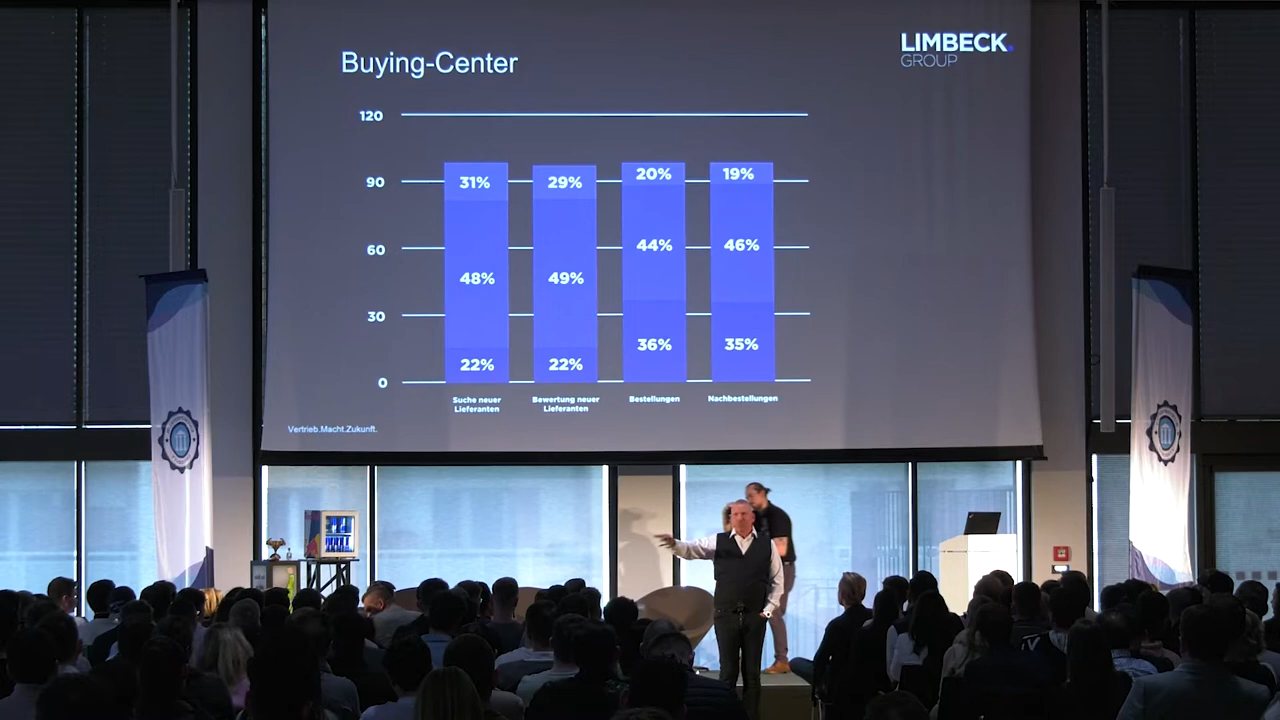 Buying-Center
LIMBECK.
GROUP
120
90
60
30
0
31%
29%
20%
19%
48%
49%
44%
46%
22%
22%
36%
35%
Suche neuer
Lieferanten
Bewertung neuer
Lieferanten
Bestellungen
Nachbestellungen
Vertrieb.Macht.Zukunft.